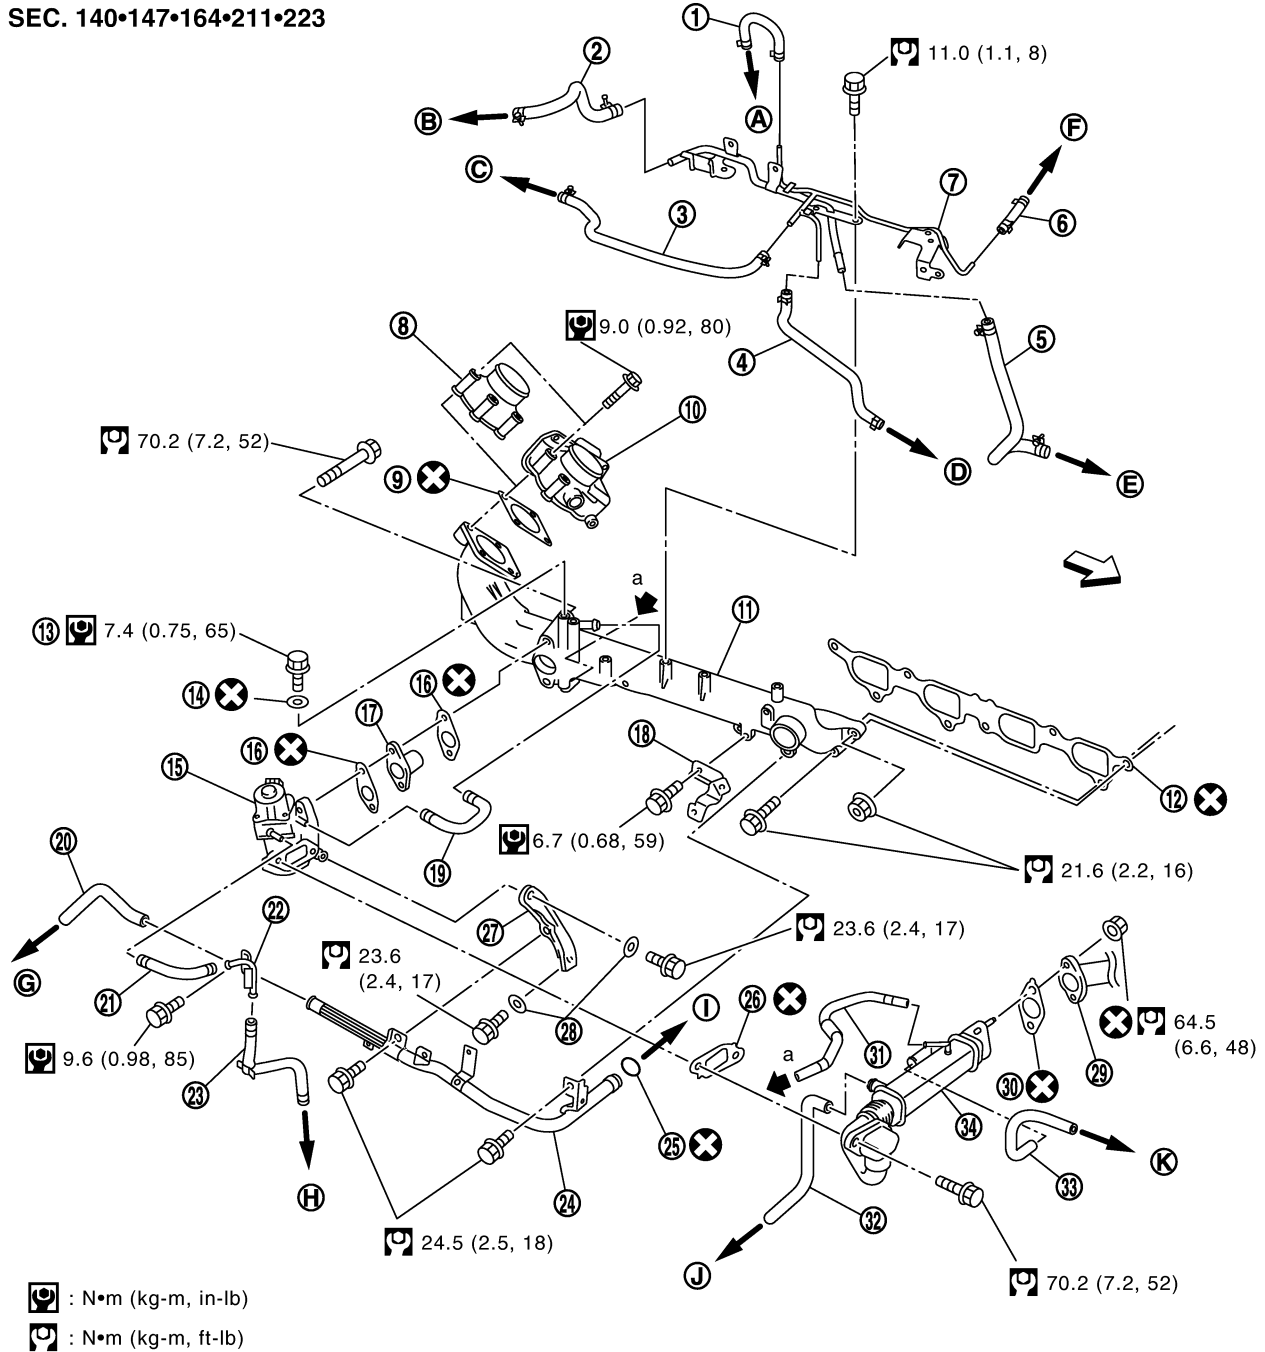 SEC. 140•147•164•211•223
1
2
11.0 (1.1, 8)
B
A
F
C
7
3
6
8
9.0 (0.92, 80)
4
5
10
70.2 (7.2, 52)
9
D
E
a
11
13 7.4 (0.75, 65)
14
16
17
18
16
15
12
6.7 (0.68, 59)
20
19
21.6 (2.2, 16)
22
27
23.6 (2.4, 17)
23.6
(2.4, 17)
G
21
28
I
26
31
a
64.5
(6.6, 48)
9.6 (0.98, 85)
23
30
29
34
25
K
H
24
33
32
24.5 (2.5, 18)
J
70.2 (7.2, 52)
: N•m (kg-m, in-lb)
: N•m (kg-m, ft-lb)